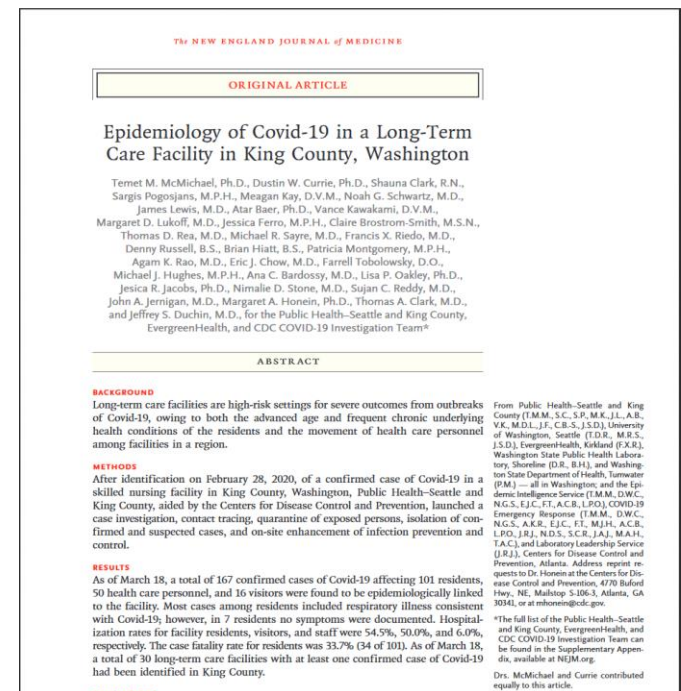 The NEW ENGLAND JOURNAL of MEDICINE
ORIGINAL ARTICLE
Epidemiology of Covid-19 in a Long-Term
Care Facility in King County, Washington
Temet M. McMichael, Ph.D., Dustin W. Currie, Ph.D., Shauna Clark, R.N.,
Sargis Pogosjans, M.P.H., Meagan Kay, D.V.M., Noah G. Schwartz, M.D.,
James Lewis, M.D., Atar Baer, Ph.D., Vance Kawakami, D.V.M.,
Margaret D. Lukoff, M.D., Jessica Ferro, M.P.H., Claire Brostrom-Smith, M.S.N.,
Thomas D. Rea, M.D., Michael R. Sayre, M.D., Francis X. Riedo, M.D.,
Denny Russell, B.S., Brian Hiatt, B.S., Patricia Montgomery, M.P.H.,
Agam K. Rao, M.D., Eric J. Chow, M.D., Farrell Tobolowsky, D.O.,
Michael J. Hughes, M.P.H., Ana C. Bardossy, M.D., Lisa P. Oakley, Ph.D.,
Jesica R. Jacobs, Ph.D., Nimalie D. Stone, M.D., Sujan C. Reddy, M.D.,
John A. Jernigan, M.D., Margaret A. Honein, Ph.D., Thomas A. Clark, M.D.,
and Jeffrey S. Duchin, M.D., for the Public Health–Seattle and King County,
EvergreenHealth, and CDC COVID-19 Investigation Team*
ABSTRACT
BACKGROUND
Long-term care facilities are high-risk settings for severe outcomes from outbreaks
of Covid-19, owing to both the advanced age and frequent chronic underlying
health conditions of the residents and the movement of health care personnel
among facilities in a region.
METHODS
After identification on February 28, 2020, of a confirmed case of Covid-19 in a
skilled nursing facility in King County, Washington, Public Health–Seattle and
King County, aided by the Centers for Disease Control and Prevention, launched a
case investigation, contact tracing, quarantine of exposed persons, isolation of con-
firmed and suspected cases, and on-site enhancement of infection prevention and
control.
RESULTS
As of March 18, a total of 167 confirmed cases of Covid-19 affecting 101 residents,
50 health care personnel, and 16 visitors were found to be epidemiologically linked
to the facility. Most cases among residents included respiratory illness consistent
with Covid-19; however, in 7 residents no symptoms were documented. Hospital-
ization rates for facility residents, visitors, and staff were 54.5%, 50.0%, and 6.0%,
respectively. The case fatality rate for residents was 33.7% (34 of 101). As of March 18,
a total of 30 long-term care facilities with at least one confirmed case of Covid-19
had been identified in King County.
From Public Health–Seattle and King
County (T.M.M., S.C., S.P., M.K., J.L., A.B.,
V.K., M.D.L., J.F., C.B.-S., J.S.D.), University
of Washington, Seattle (T.D.R., M.R.S.,
J.S.D.), EvergreenHealth, Kirkland (F.X.R.),
Washington State Public Health Labora-
tory, Shoreline (D.R., B.H.), and Washing-
ton State Department of Health, Tumwater
(P.M.) — all in Washington; and the Epi-
demic Intelligence Service (T.M.M., D.W.C.,
N.G.S., E.J.C., F.T., A.C.B., L.P.O.), COVID-19
Emergency Response (T.M.M., D.W.C.,
N.G.S., A.K.R., E.J.C., F.T., M.J.H., A.C.B.,
L.P.O., J.R.J., N.D.S., S.C.R., J.A.J., M.A.H.,
T.A.C.), and Laboratory Leadership Service
(J.R.J.), Centers for Disease Control and
Prevention, Atlanta. Address reprint re-
quests to Dr. Honein at the Centers for Dis-
ease Control and Prevention, 4770 Buford
Hwy., NE, Mailstop S-106-3, Atlanta, GA
30341, or at mhonein@cdc.gov.
*The full list of the Public Health–Seattle
and King County, EvergreenHealth, and
CDC COVID-19 Investigation Team can
be found in the Supplementary Appen-
dix, available at NEJM.org.
Drs. McMichael and Currie contributed
equally to this article.